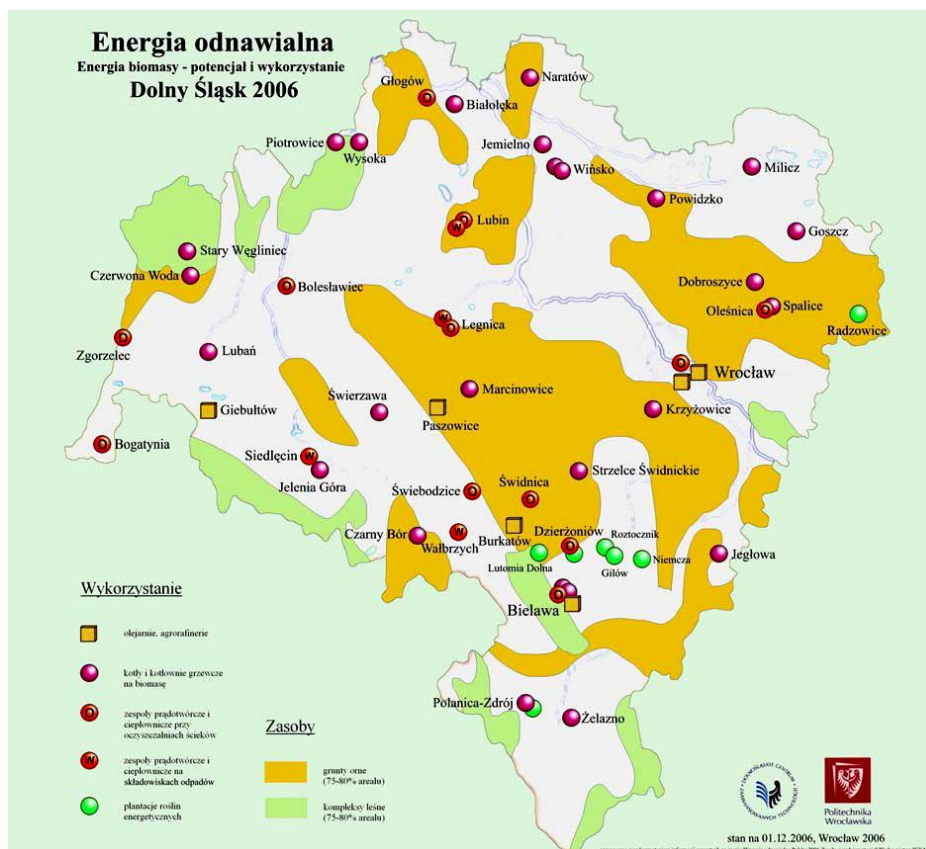 Energia odnawialna
Energia biomasy - potencjał i wykorzystanie
Dolny Śląsk 2006
Głogów
Naratów
Białołęka
Piotrowice
Wysoka
Jemielno
Wińsko
Milicz
Powidzko
Lubin
W
Goszcz
Stary Węgliniec
Czerwona Woda
Bolesławiec
Dobroszyce
Oleśnica
Spalice
Radzowice
Legnica
W
Zgorzelec
Lubań
Wrocław
Marcinowice
Świerzawa
Giebułtów
Paszowice
Krzyżowice
Bogatynia
Siedlęcin
W
Jelenia Góra
Strzelce Świdnickie
Świebodzice
Świdnica
Czarny Bór
Wałbrzych
W
Burkatów
Dzierżoniów
Roztocznik
Lutomia Dolna
Gilów
Niemcza
Jegłowa
Bielawa
Polanica-Zdrój
Żelazno
Wykorzystanie
olejarnie, agrorafinerie
kotły i kotłownie grzewcze
na biomasę
O
zespoły prądotwórcze i
ciepłownicze przy
oczyszczalniach ścieków
W
zespoły prądotwórcze i
ciepłownicze na
składowiskach odpadów
plantacje roślin
energetycznych
Zasoby
grunty orne
(75-80% areału)
kompleksy leśne
(75-80% areału)
Politechnika
Wrocławska
stan na 01.12.2006, Wrocław 2006